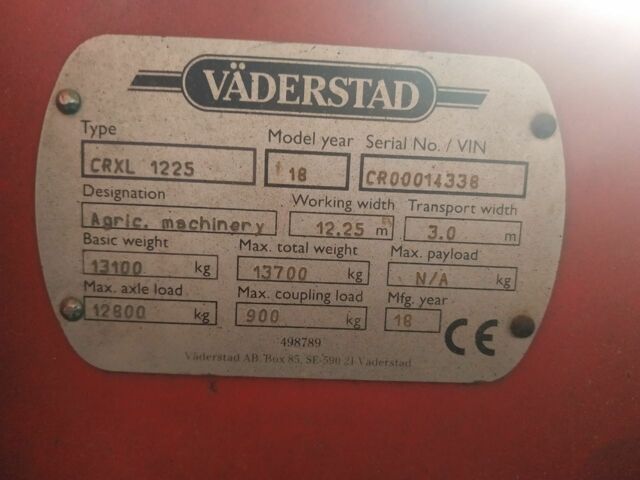 VÄDERSTAD
Type Model year Serial No. / VIN
CRXL 1225 18 CR00014338
Designation Working width Transport width
Agric. machinery 12.25 m 3.0 m
Basic weight Max. total weight Max. payload
13100 kg 13700 kg N/A kg
Max. axle load Max. coupling load Mfg. year
12800 kg 900 kg 18 CE
498789
Väderstad AB, Box 85, SE-590 21 Väderstad